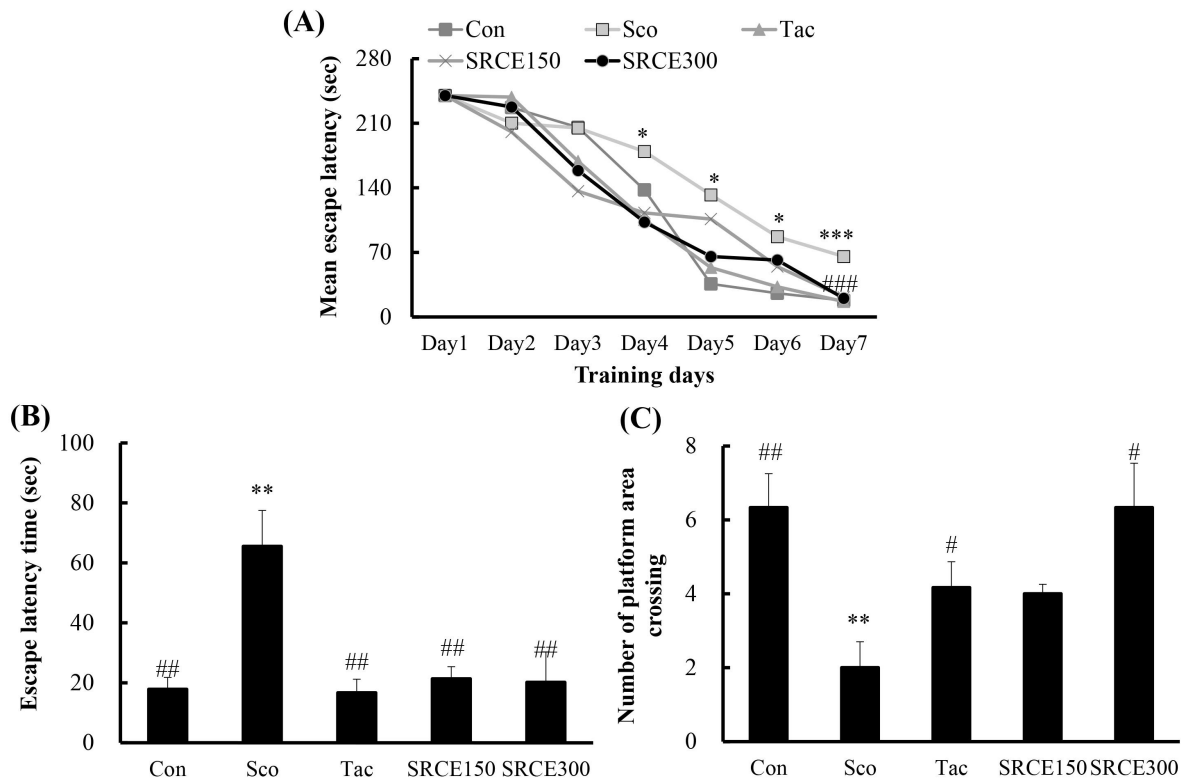 (A)
Con Sco Tac
SRCE150 SRCE300
Mean escape latency (sec)
280
210
140
70
0
*
*
*
***
###
Day1 Day2 Day3 Day4 Day5 Day6 Day7
Training days
(B)
Escape latency time (sec)
100
80
60
40
20
0
##
**
##
##
##
Con Sco Tac SRCE150 SRCE300
(C)
Number of platform area
crossing
8
6
4
2
0
##
**
#
#
Con Sco Tac SRCE150 SRCE300